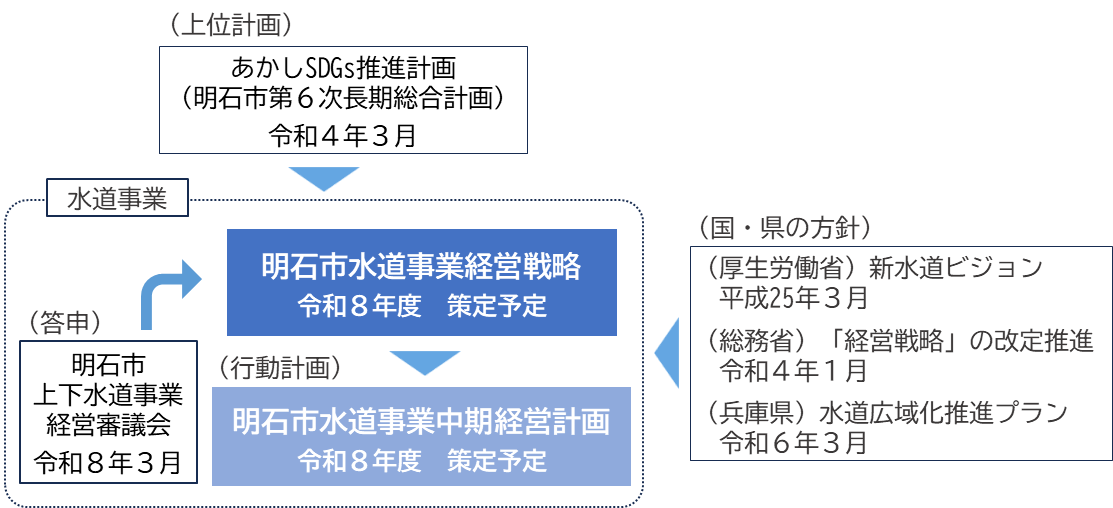 （上位計画）
あかしSDGs推進計画
（明石市第６次長期総合計画）
令和４年３月
水道事業
明石市水道事業経営戦略
令和８年度　策定予定
（答申）
明石市
上下水道事業
経営審議会
令和８年３月
（行動計画）
明石市水道事業中期経営計画
令和８年度　策定予定
（国・県の方針）
（厚生労働省）新水道ビジョン
平成25年３月
（総務省）「経営戦略」の改定推進
令和４年１月
（兵庫県）水道広域化推進プラン
令和６年３月